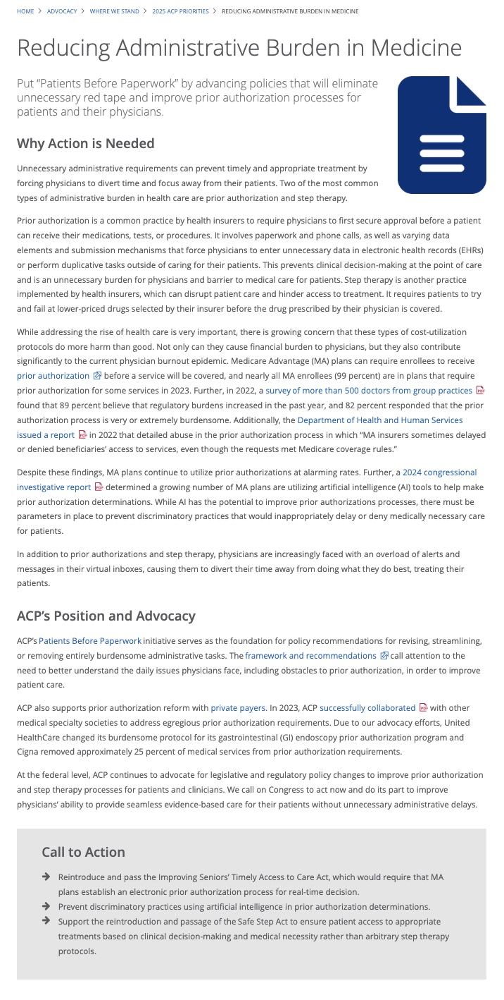 HOME > ADVOCACY > WHERE WE STAND > 2025 ACP PRIORITIES > REDUCING ADMINISTRATIVE BURDEN IN MEDICINE
Reducing Administrative Burden in Medicine
Put “Patients Before Paperwork” by advancing policies that will eliminate
unnecessary red tape and improve prior authorization processes for
patients and their physicians.
Why Action is Needed
Unnecessary administrative requirements can prevent timely and appropriate treatment by
forcing physicians to divert time and focus away from their patients. Two of the most common
types of administrative burden in health care are prior authorization and step therapy.
Prior authorization is a common practice by health insurers to require physicians to first secure approval before a patient
can receive their medications, tests, or procedures. It involves paperwork and phone calls, as well as varying data
elements and submission mechanisms that force physicians to enter unnecessary data in electronic health records (EHRs)
or perform duplicative tasks outside of caring for their patients. This prevents clinical decision-making at the point of care
and is an unnecessary burden for physicians and barrier to medical care for patients. Step therapy is another practice
implemented by health insurers, which can disrupt patient care and hinder access to treatment. It requires patients to try
and fail at lower-priced drugs selected by their insurer before the drug prescribed by their physician is covered.
While addressing the rise of health care is very important, there is growing concern that these types of cost-utilization
protocols do more harm than good. Not only can they cause financial burden to physicians, but they also contribute
significantly to the current physician burnout epidemic. Medicare Advantage (MA) plans can require enrollees to receive
prior authorization before a service will be covered, and nearly all MA enrollees (99 percent) are in plans that require
prior authorization for some services in 2023. Further, in 2022, a survey of more than 500 doctors from group practices
found that 89 percent believe that regulatory burdens increased in the past year, and 82 percent responded that the prior
authorization process is very or extremely burdensome. Additionally, the Department of Health and Human Services
issued a report in 2022 that detailed abuse in the prior authorization process in which “MA insurers sometimes delayed
or denied beneficiaries’ access to services, even though the requests met Medicare coverage rules.”
Despite these findings, MA plans continue to utilize prior authorizations at alarming rates. Further, a 2024 congressional
investigative report determined a growing number of MA plans are utilizing artificial intelligence (AI) tools to help make
prior authorization determinations. While AI has the potential to improve prior authorizations processes, there must be
parameters in place to prevent discriminatory practices that would inappropriately delay or deny medically necessary care
for patients.
In addition to prior authorizations and step therapy, physicians are increasingly faced with an overload of alerts and
messages in their virtual inboxes, causing them to divert their time away from doing what they do best, treating their
patients.
ACP’s Position and Advocacy
ACP’s Patients Before Paperwork initiative serves as the foundation for policy recommendations for revising, streamlining,
or removing entirely burdensome administrative tasks. The framework and recommendations call attention to the
need to better understand the daily issues physicians face, including obstacles to prior authorization, in order to improve
patient care.
ACP also supports prior authorization reform with private payers. In 2023, ACP successfully collaborated with other
medical specialty societies to address egregious prior authorization requirements. Due to our advocacy efforts, United
HealthCare changed its burdensome protocol for its gastrointestinal (GI) endoscopy prior authorization program and
Cigna removed approximately 25 percent of medical services from prior authorization requirements.
At the federal level, ACP continues to advocate for legislative and regulatory policy changes to improve prior authorization
and step therapy processes for patients and clinicians. We call on Congress to act now and do its part to improve
physicians’ ability to provide seamless evidence-based care for their patients without unnecessary administrative delays.
Call to Action
Reintroduce and pass the Improving Seniors’ Timely Access to Care Act, which would require that MA
plans establish an electronic prior authorization process for real-time decision.
Prevent discriminatory practices using artificial intelligence in prior authorization determinations.
Support the reintroduction and passage of the Safe Step Act to ensure patient access to appropriate
treatments based on clinical decision-making and medical necessity rather than arbitrary step therapy
protocols.